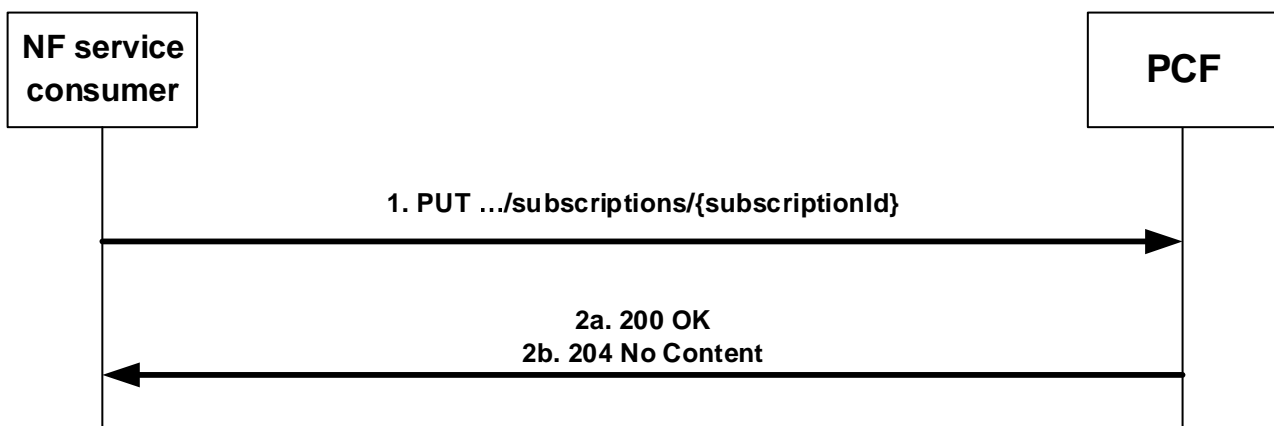 NF service
consumer
PCF
1. PUT …/subscriptions/{subscriptionId}
2a. 200 OK
2b. 204 No Content